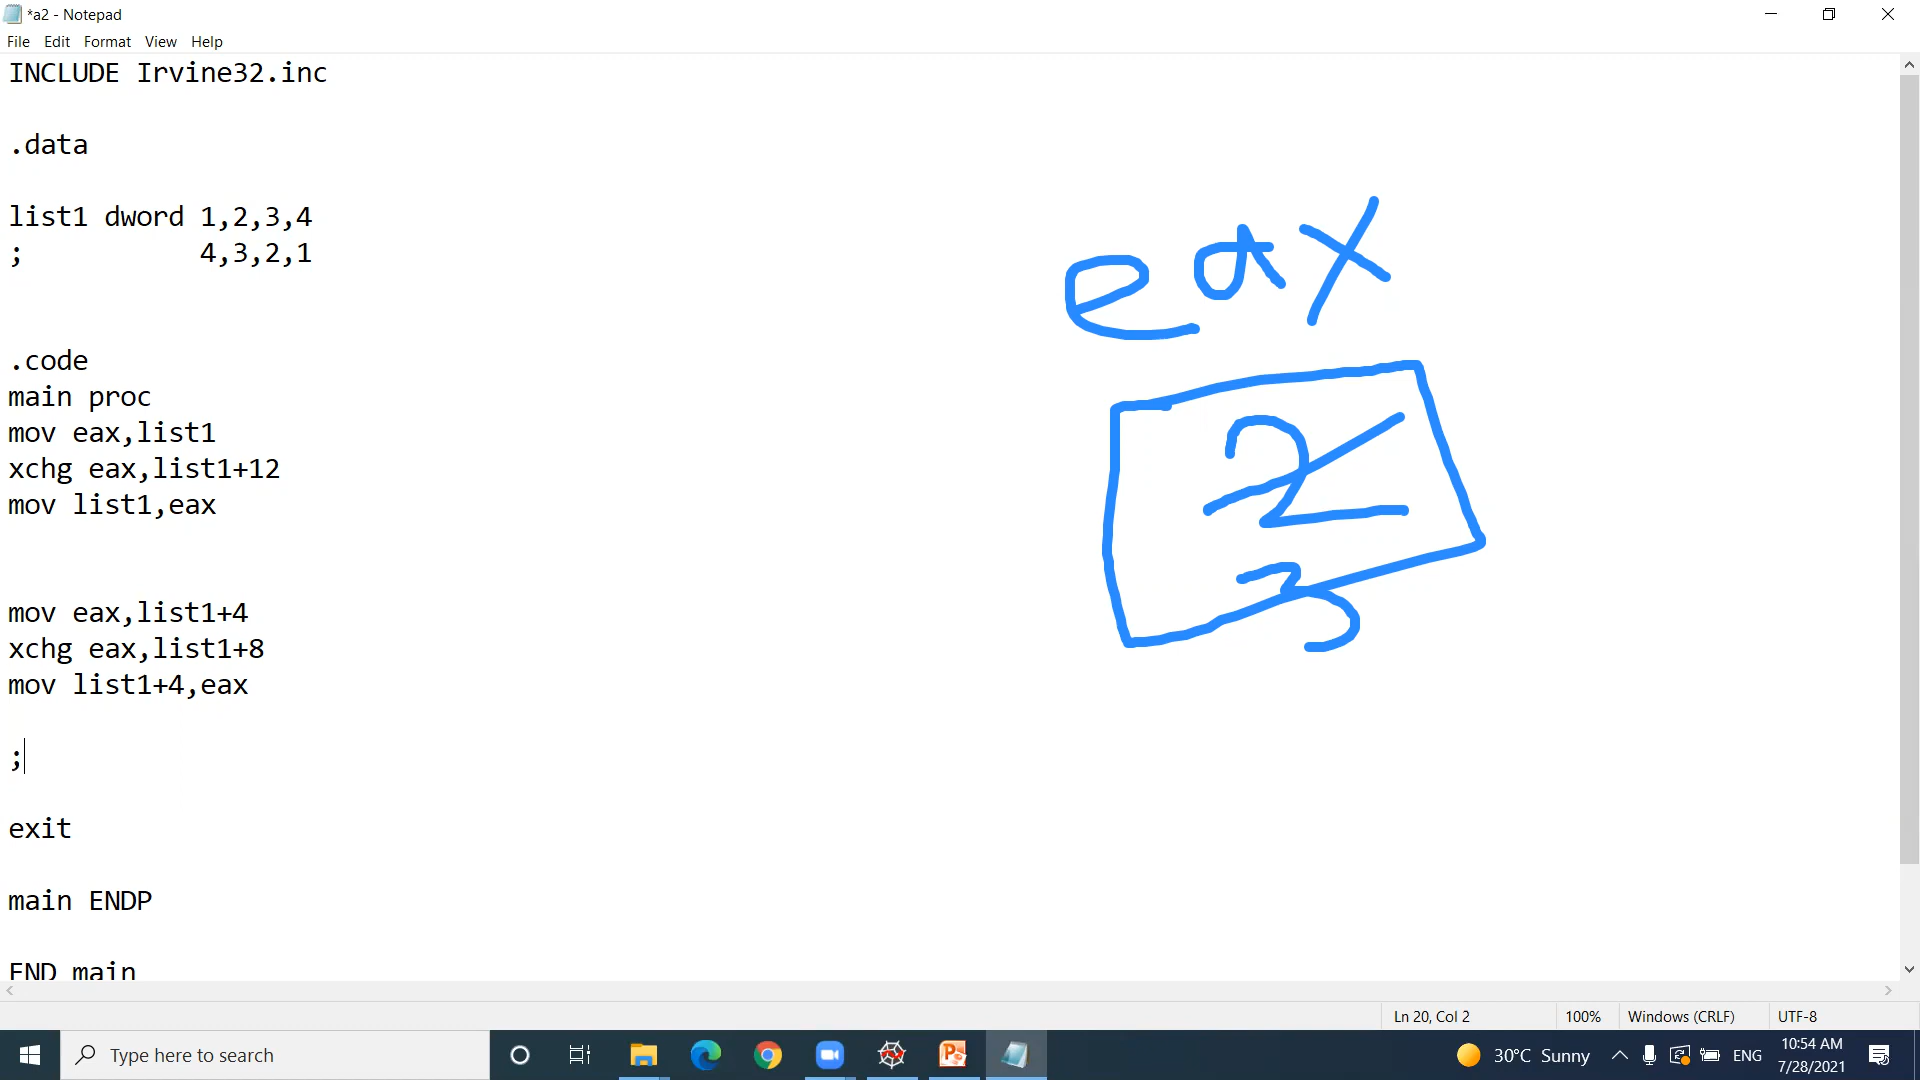 *a2 - Notepad
File Edit Format View Help
INCLUDE Irvine32.inc
.data
list1 dword 1,2,3,4
; 4,3,2,1
.code
main proc
mov eax,list1
xchg eax,list1+12
mov list1,eax
mov eax,list1+4
xchg eax,list1+8
mov list1+4,eax
;
exit
main ENDP
END main
eax
2
3
Ln 20, Col 2 100% Windows (CRLF) UTF-8
Type here to search
30°C Sunny ENG 10:54 AM
7/28/2021